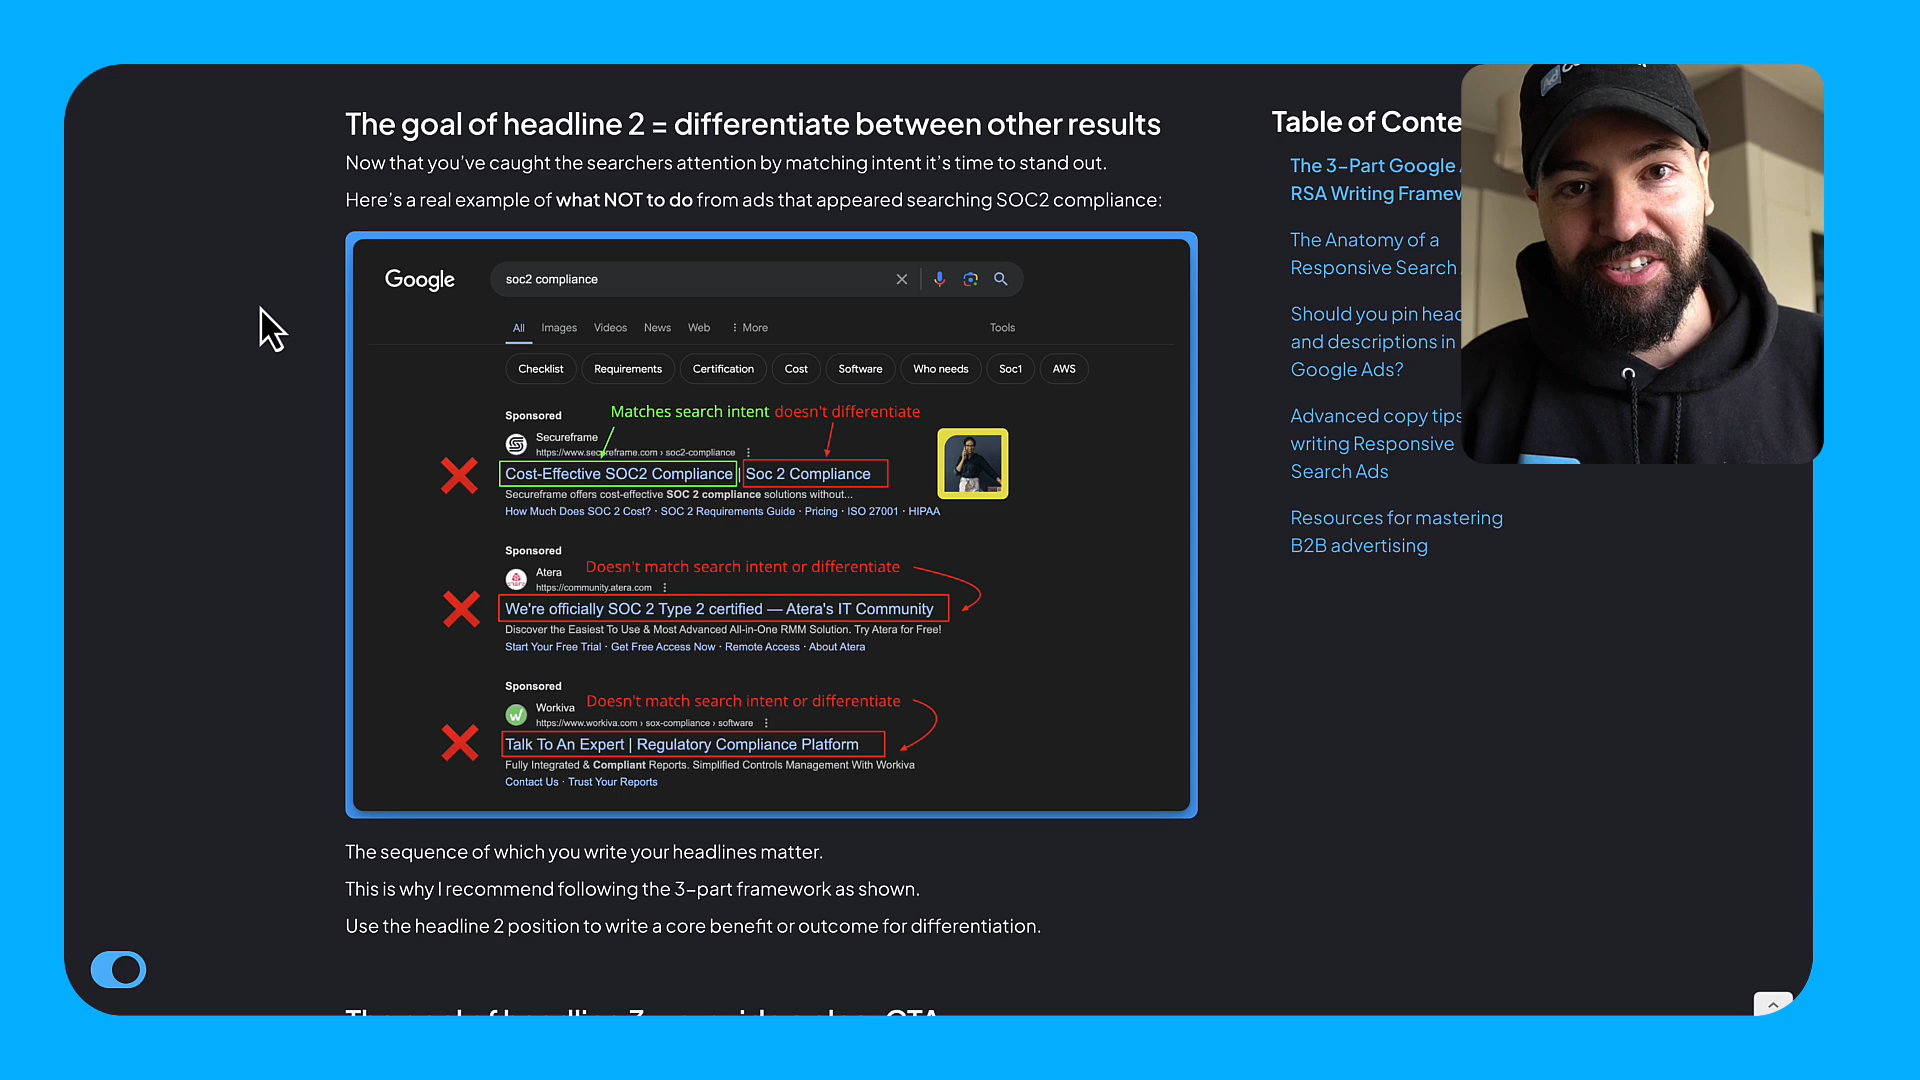 The goal of headline 2 = differentiate between other results
Now that you've caught the searchers attention by matching intent it's time to stand out.
Here's a real example of what NOT to do from ads that appeared searching SOC2 compliance:
Google
soc2 compliance
All Images Videos News Web More
Tools
Checklist Requirements Certification Cost Software Who needs Soc1 AWS
Matches search intent doesn't differentiate
Sponsored
Secureframe
https://www.secureframe.com › soc2-compliance
Cost-Effective SOC2 Compliance | Soc 2 Compliance
Secureframe offers cost-effective SOC 2 compliance solutions without...
How Much Does SOC 2 Cost? · SOC 2 Requirements Guide · Pricing · ISO 27001 · HIPAA
Sponsored
Doesn't match search intent or differentiate
Atera
https://community.atera.com
We're officially SOC 2 Type 2 certified — Atera's IT Community
Discover the Easiest To Use & Most Advanced All-in-One RMM Solution. Try Atera for Free!
Start Your Free Trial · Get Free Access Now · Remote Access · About Atera
Sponsored
Doesn't match search intent or differentiate
Workiva
https://www.workiva.com › sox-compliance › software
Talk To An Expert | Regulatory Compliance Platform
Fully Integrated & Compliant Reports. Simplified Controls Management With Workiva
Contact Us · Trust Your Reports
The sequence of which you write your headlines matter.
This is why I recommend following the 3-part framework as shown.
Use the headline 2 position to write a core benefit or outcome for differentiation.
Table of Conte
The 3-Part Google
RSA Writing Framew
The Anatomy of a
Responsive Search
Should you pin head
and descriptions in
Google Ads?
Advanced copy tips
writing Responsive
Search Ads
Resources for mastering
B2B advertising